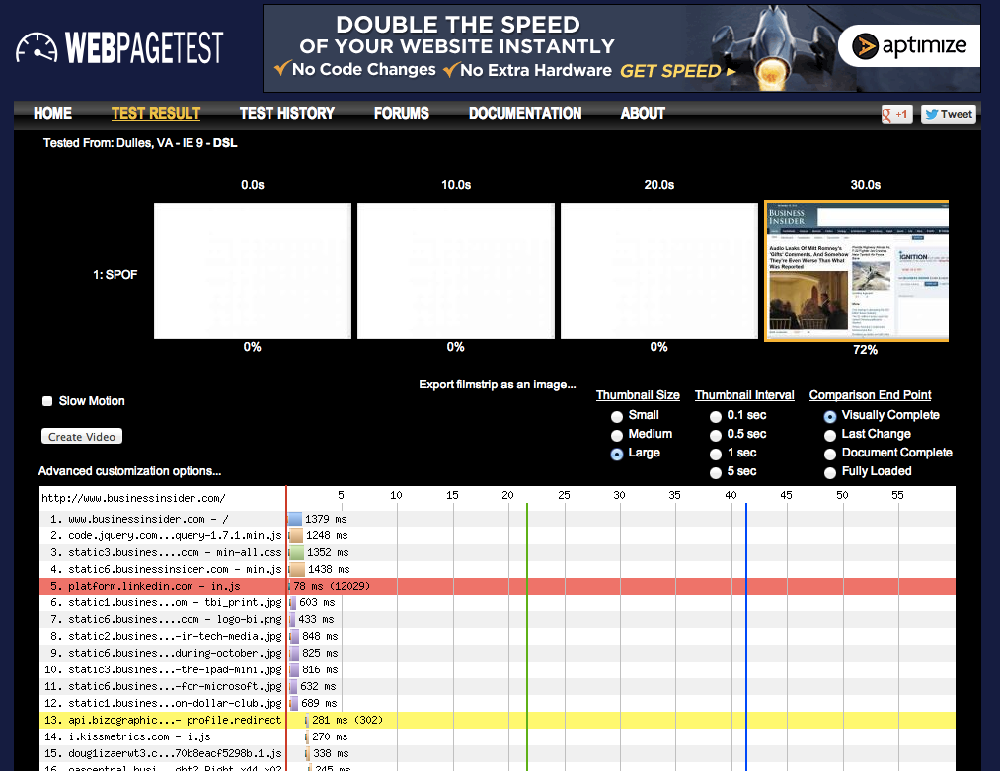 WEBPAGETEST
DOUBLE THE SPEED
OF YOUR WEBSITE INSTANTLY
No Code Changes No Extra Hardware GET SPEED
aptimize
HOME TEST RESULT TEST HISTORY FORUMS DOCUMENTATION ABOUT
+1 Tweet
Tested From: Dulles, VA - IE 9 - DSL
0.0s 10.0s 20.0s 30.0s
1: SPOF
BUSINESS
INSIDER
Audio Leaks Of Mitt Romney's
'Gifts' Comments, And Somehow
They're Even Worse Than What
Was Reported
IGNITION
0% 0% 0% 72%
Export filmstrip as an image...
Slow Motion
Create Video
Advanced customization options...
Thumbnail Size
Small
Medium
Large
Thumbnail Interval
0.1 sec
0.5 sec
1 sec
5 sec
Comparison End Point
Visually Complete
Last Change
Document Complete
Fully Loaded
http://www.businessinsider.com/ 5 10 15 20 25 30 35 40 45 50 55
1. www.businessinsider.com - / 1379 ms
2. code.jquery.com...query-1.7.1.min.js 1248 ms
3. static3.busines....com - min-all.css 1352 ms
4. static6.businessinsider.com - min.js 1438 ms
5. platform.linkedin.com - in.js 78 ms (12029)
6. static1.busines...om - tbi_print.jpg 603 ms
7. static6.busines....com - logo-bi.png 433 ms
8. static2.busines...-in-tech-media.jpg 848 ms
9. static6.busines...during-october.jpg 825 ms
10. static3.busines...-the-ipad-mini.jpg 816 ms
11. static6.busines...-for-microsoft.jpg 632 ms
12. static1.busines...on-dollar-club.jpg 689 ms
13. api.bizographic...- profile.redirect 281 ms (302)
14. i.kissmetrics.com - i.js 270 ms
15. doug1izaerwt3.c...70b8eacf5298b.1.js 338 ms
245 ms